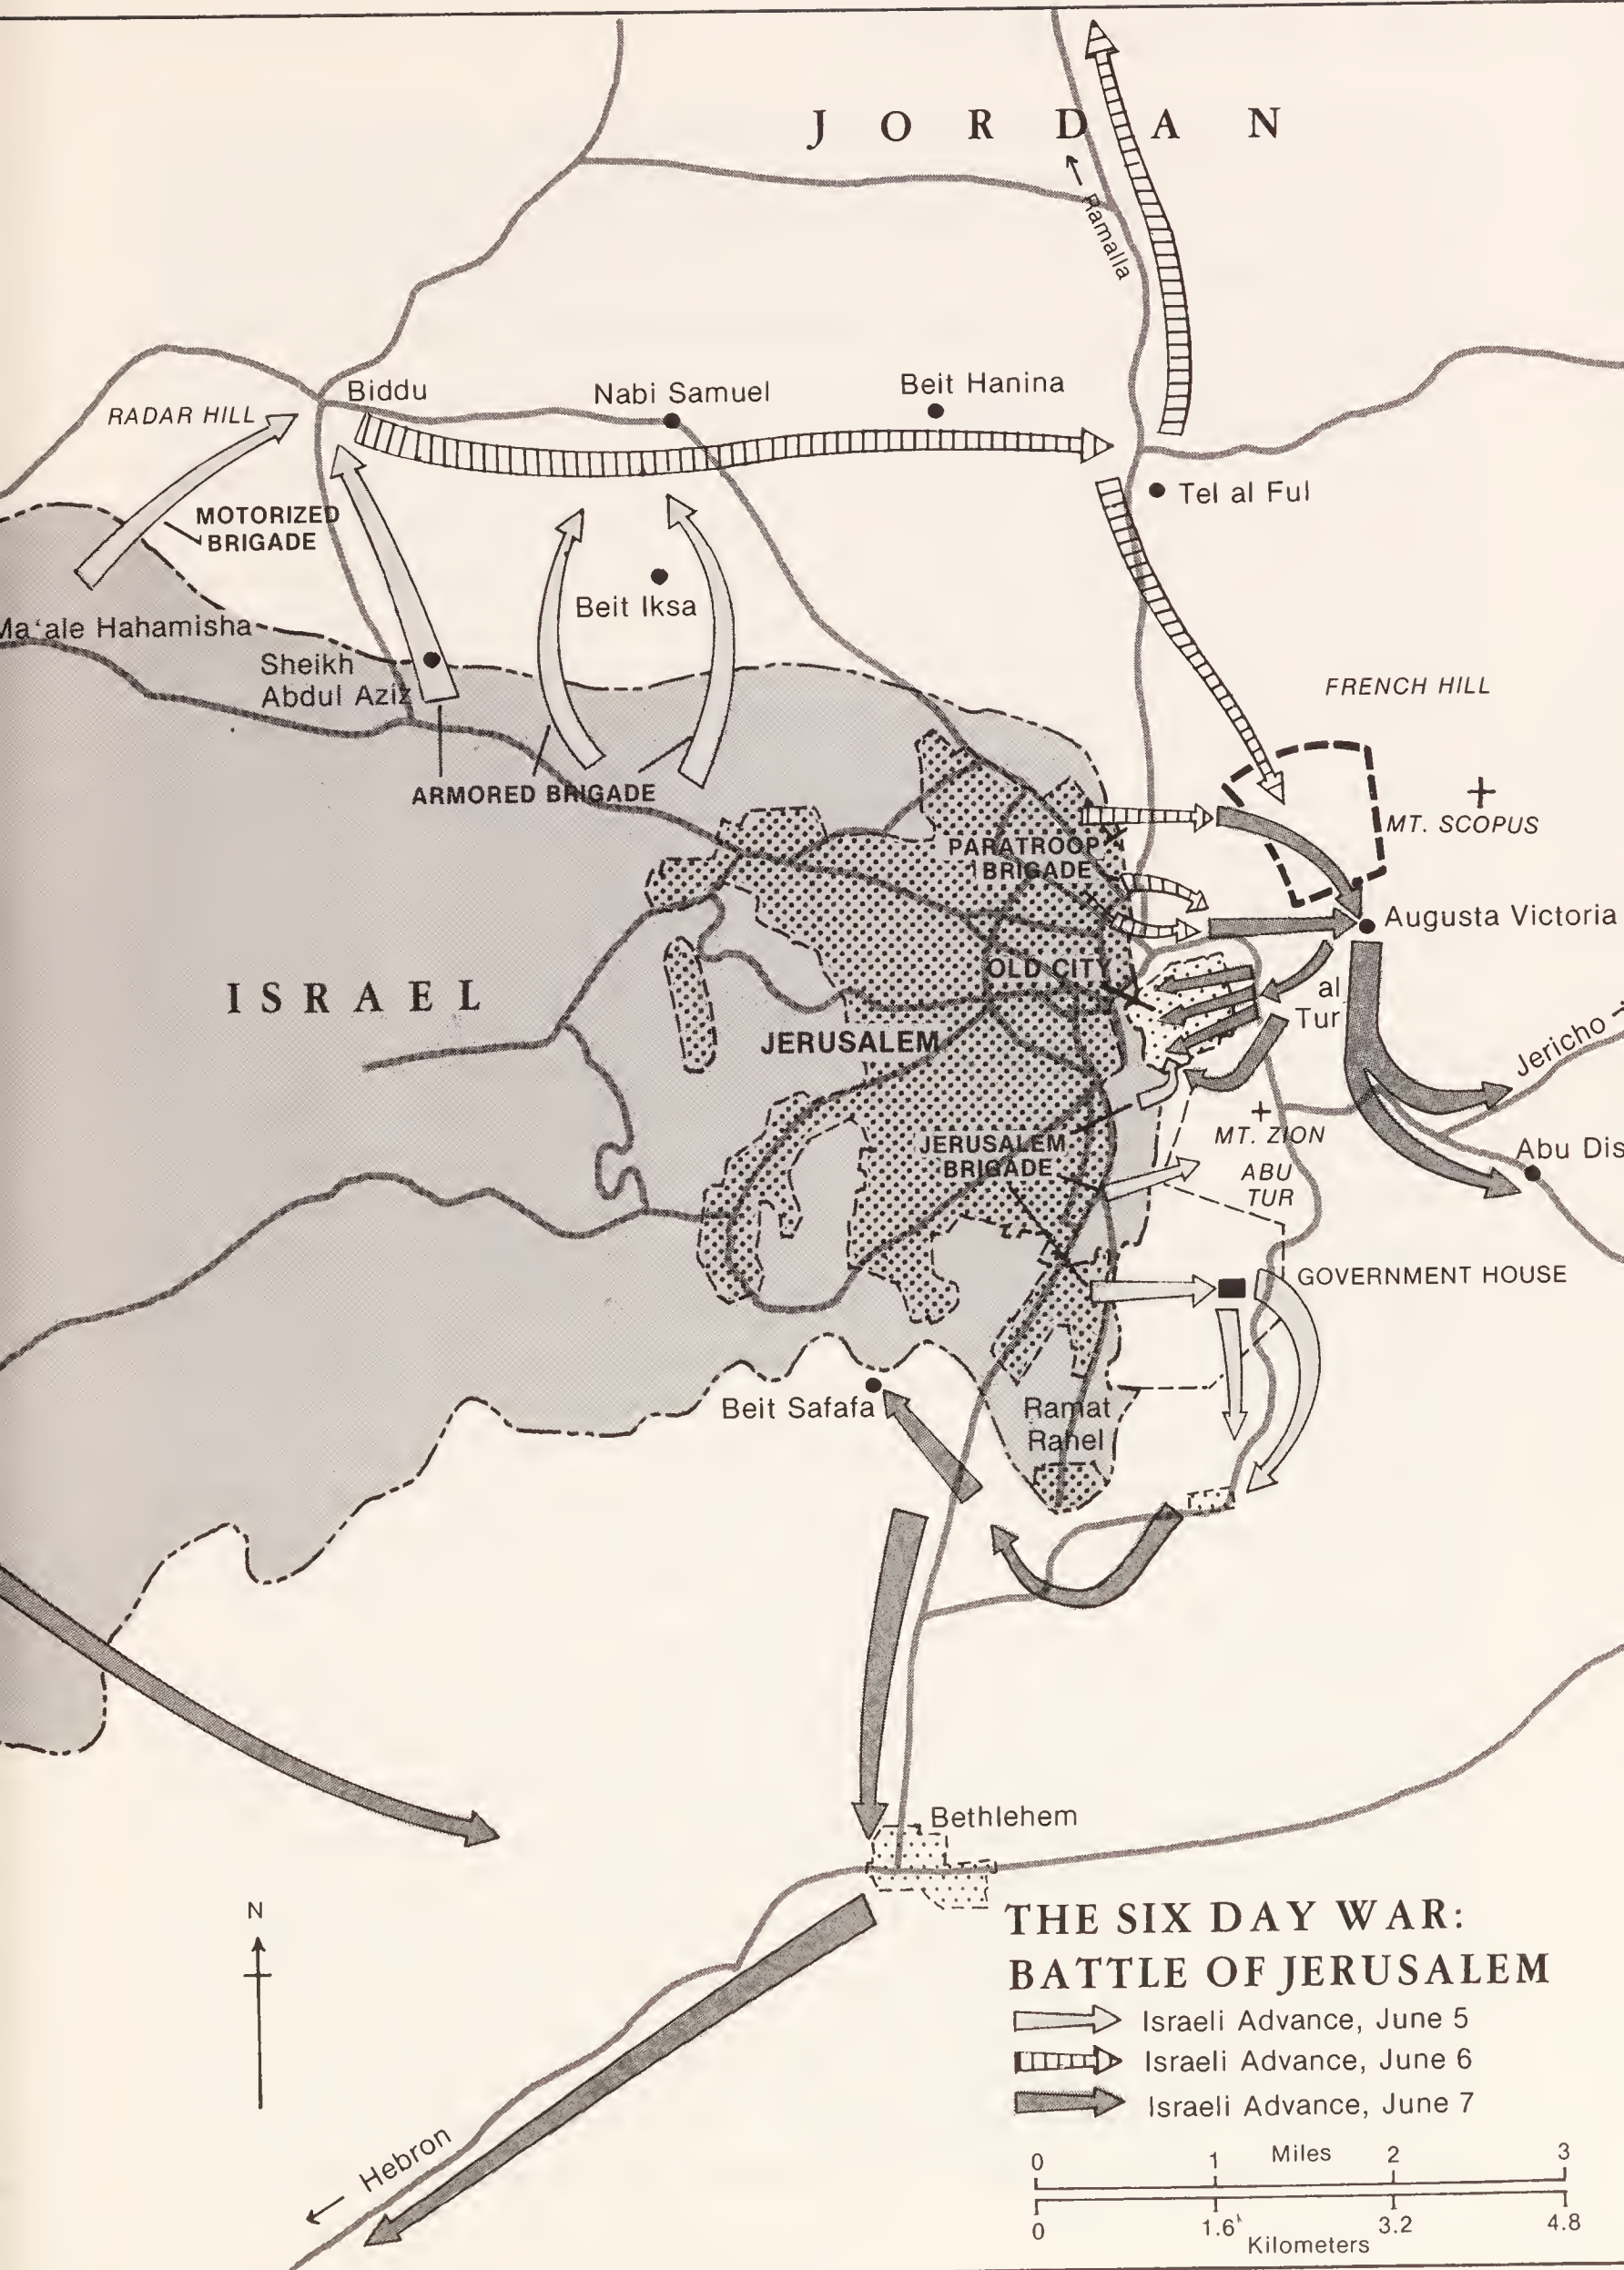 JORDAN
Ramalla
Biddu
Nabi Samuel
Beit Hanina
RADAR HILL
Tel al Ful
MOTORIZED
BRIGADE
Beit Iksa
Ma'ale Hahamisha
Sheikh
Abdul Aziz
FRENCH HILL
ARMORED BRIGADE
MT. SCOPUS
PARATROOP
BRIGADE
Augusta Victoria
OLD CITY
ISRAEL
al
Tur
JERUSALEM
Jericho
MT. ZION
JERUSALEM
BRIGADE
Abu Dis
ABU
TUR
GOVERNMENT HOUSE
Beit Safafa
Ramat
Rahel
Bethlehem
N
THE SIX DAY WAR:
BATTLE OF JERUSALEM
Israeli Advance, June 5
Israeli Advance, June 6
Israeli Advance, June 7
Hebron
0 1 Miles 2 3
0 1.6 3.2 4.8
Kilometers